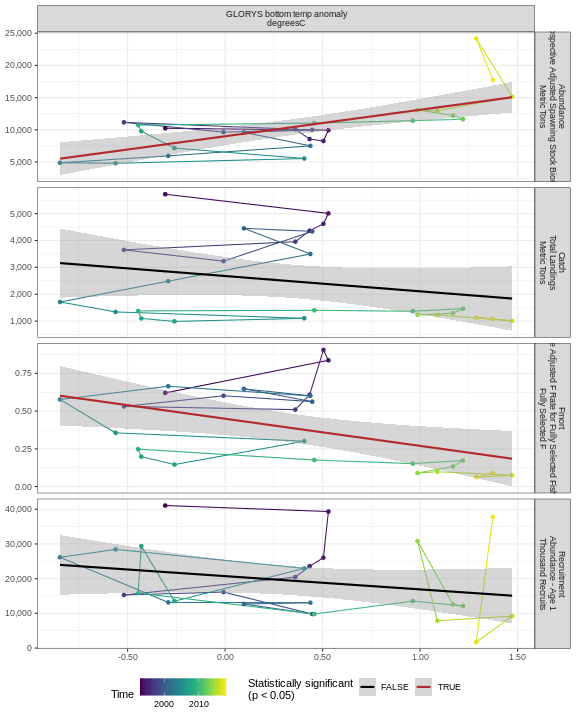 GLORYS bottom temp anomaly
degreesC
25,000
20,000
15,000
10,000
5,000
Abundance
Adjusted Spawning Stock
Metric Tons
5,000
4,000
3,000
2,000
1,000
Catch
Total Landings
Metric Tons
0.75
0.50
0.25
0.00
Fmort
Adjusted F Rate for Fully Selected
Fully Selected F
40,000
30,000
20,000
10,000
0
Recruitment
Abundance - Age 1
Thousand Recruits
-0.50
0.00
0.50
1.00
1.50
Time
2000
2010
Statistically significant
(p < 0.05)
FALSE
TRUE